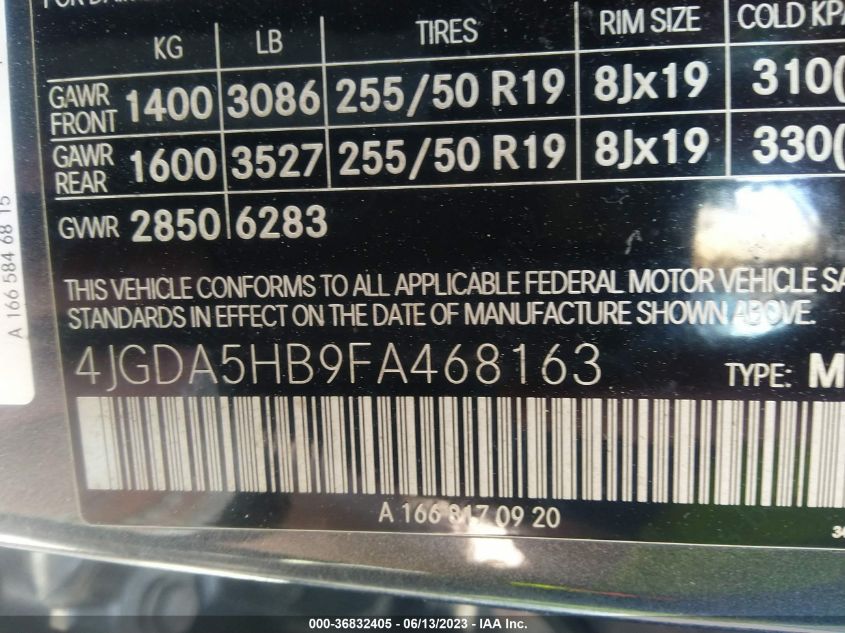 KG LB TIRES RIM SIZE COLD KPA
GAWR FRONT 1400 3086 255/50 R19 8Jx19 310(
GAWR REAR 1600 3527 255/50 R19 8Jx19 330(
GVWR 2850 6283
THIS VEHICLE CONFORMS TO ALL APPLICABLE FEDERAL MOTOR VEHICLE SA
STANDARDS IN EFFECT ON THE DATE OF MANUFACTURE SHOWN ABOVE.
4JGDA5HB9FA468163 TYPE: M
A 166 817 09 20
A 166 584 68 15
000-36832405 - 06/13/2023 - IAA Inc.